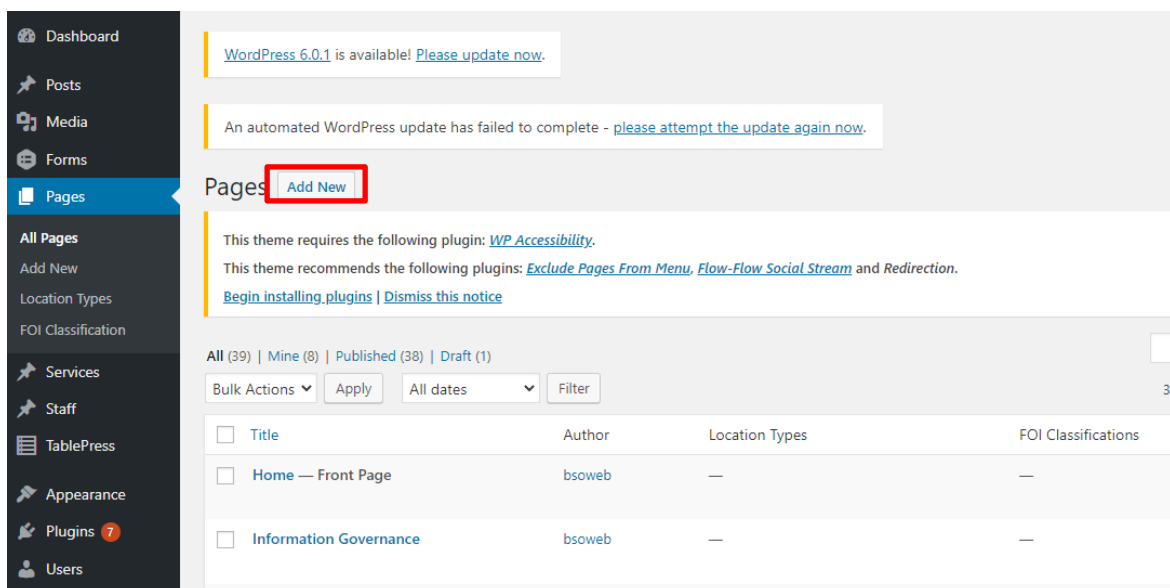 Dashboard
Posts
Media
Forms
Pages
All Pages
Add New
Location Types
FOI Classification
Services
Staff
TablePress
Appearance
Plugins 7
Users
WordPress 6.0.1 is available! Please update now.
An automated WordPress update has failed to complete - please attempt the update again now.
Pages Add New
This theme requires the following plugin: WP Accessibility.
This theme recommends the following plugins: Exclude Pages From Menu, Flow-Flow Social Stream and Redirection.
Begin installing plugins | Dismiss this notice
All (39) | Mine (8) | Published (38) | Draft (1)
Bulk Actions Apply All dates Filter
3
Title Author Location Types FOI Classifications
Home — Front Page bsoweb — —
Information Governance bsoweb — —